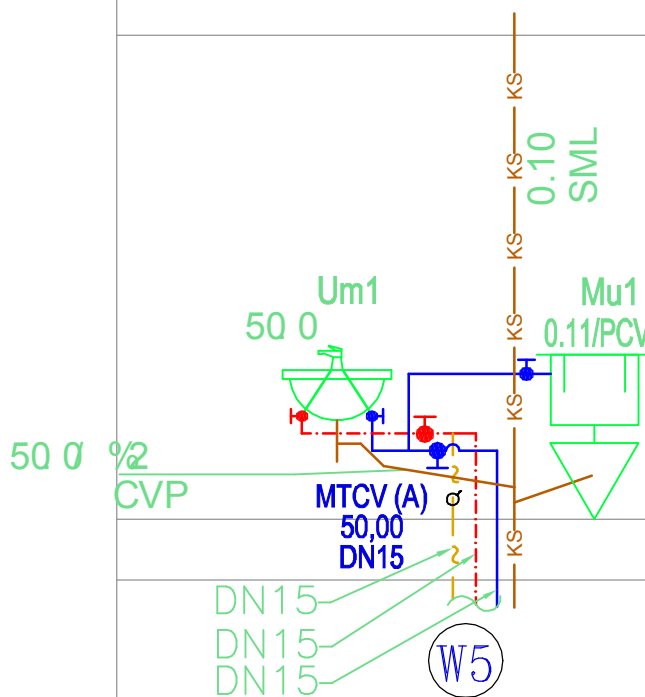 KS
KS
0.10
SML
KS
Um1
Mu1
50 0
KS
0.11/PCV
KS
50 0
%2
CVP
MTCV (A)
50,00
DN15
KS
DN15
DN15
DN15
W5